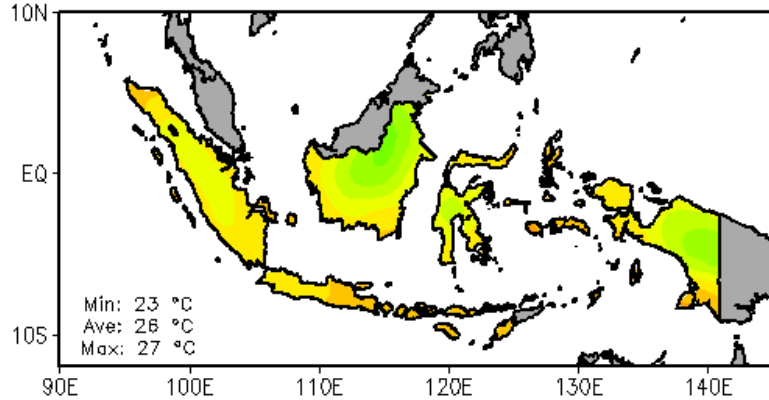 10N
EQ
10S
Min: 23 °C
Ave: 26 °C
Max: 27 °C
90E 100E 110E 120E 130E 140E